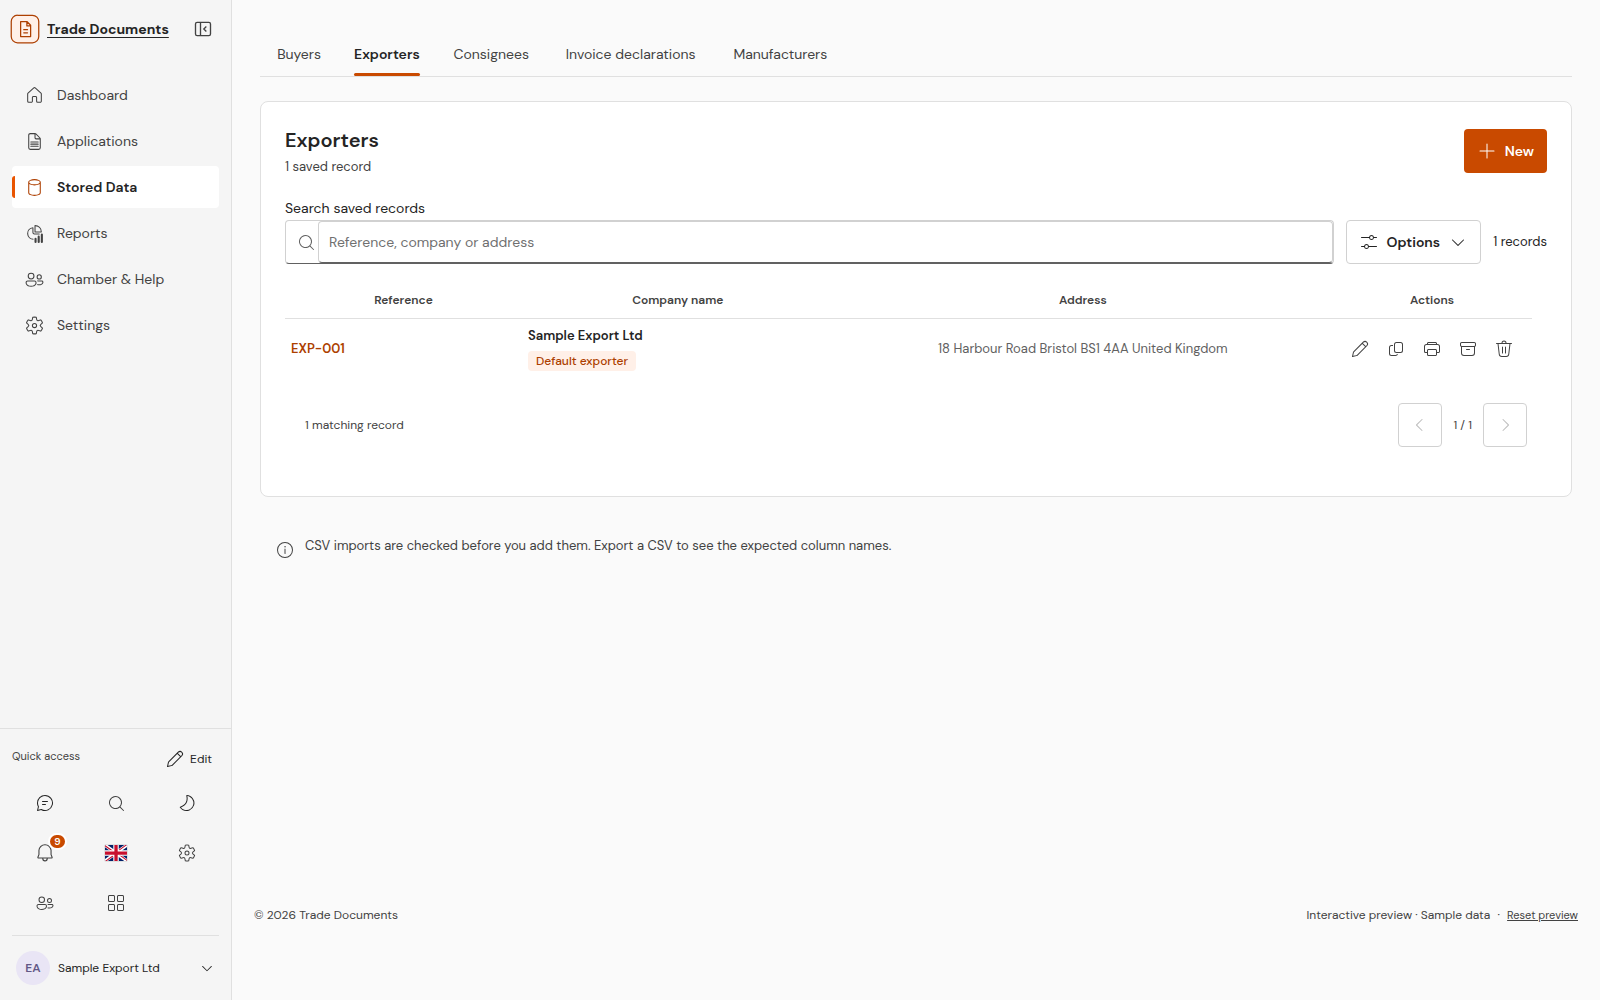 Trade Documents
Dashboard
Applications
Stored Data
Reports
Chamber & Help
Settings
Quick access
Edit
9
EA
Sample Export Ltd
Buyers
Exporters
Consignees
Invoice declarations
Manufacturers
Exporters
1 saved record
New
Search saved records
Reference, company or address
Options
1 records
Reference
Company name
Address
Actions
EXP-001
Sample Export Ltd
Default exporter
18 Harbour Road Bristol BS1 4AA United Kingdom
1 matching record
1 / 1
CSV imports are checked before you add them. Export a CSV to see the expected column names.
© 2026 Trade Documents
Interactive preview · Sample data · Reset preview